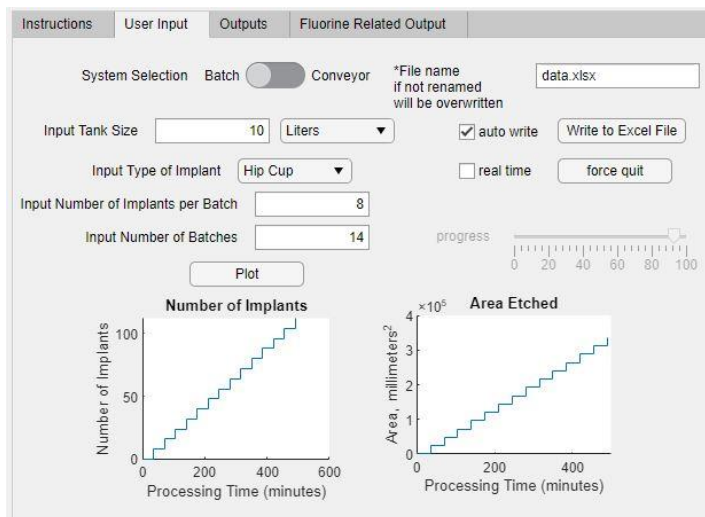 Instructions User Input Outputs Fluorine Related Output
System Selection Batch Conveyor
*File name
if not renamed
will be overwritten
data.xlsx
Input Tank Size 10 Liters
auto write Write to Excel File
Input Type of Implant Hip Cup
real time force quit
Input Number of Implants per Batch 8
Input Number of Batches 14
progress
0 20 40 60 80 100
Plot
Number of Implants
Number of Implants
100
50
0
0 200 400 600
Processing Time (minutes)
Area Etched
×10⁵
Area, millimeters²
4
3
2
1
0
0 200 400
Processing Time (minutes)